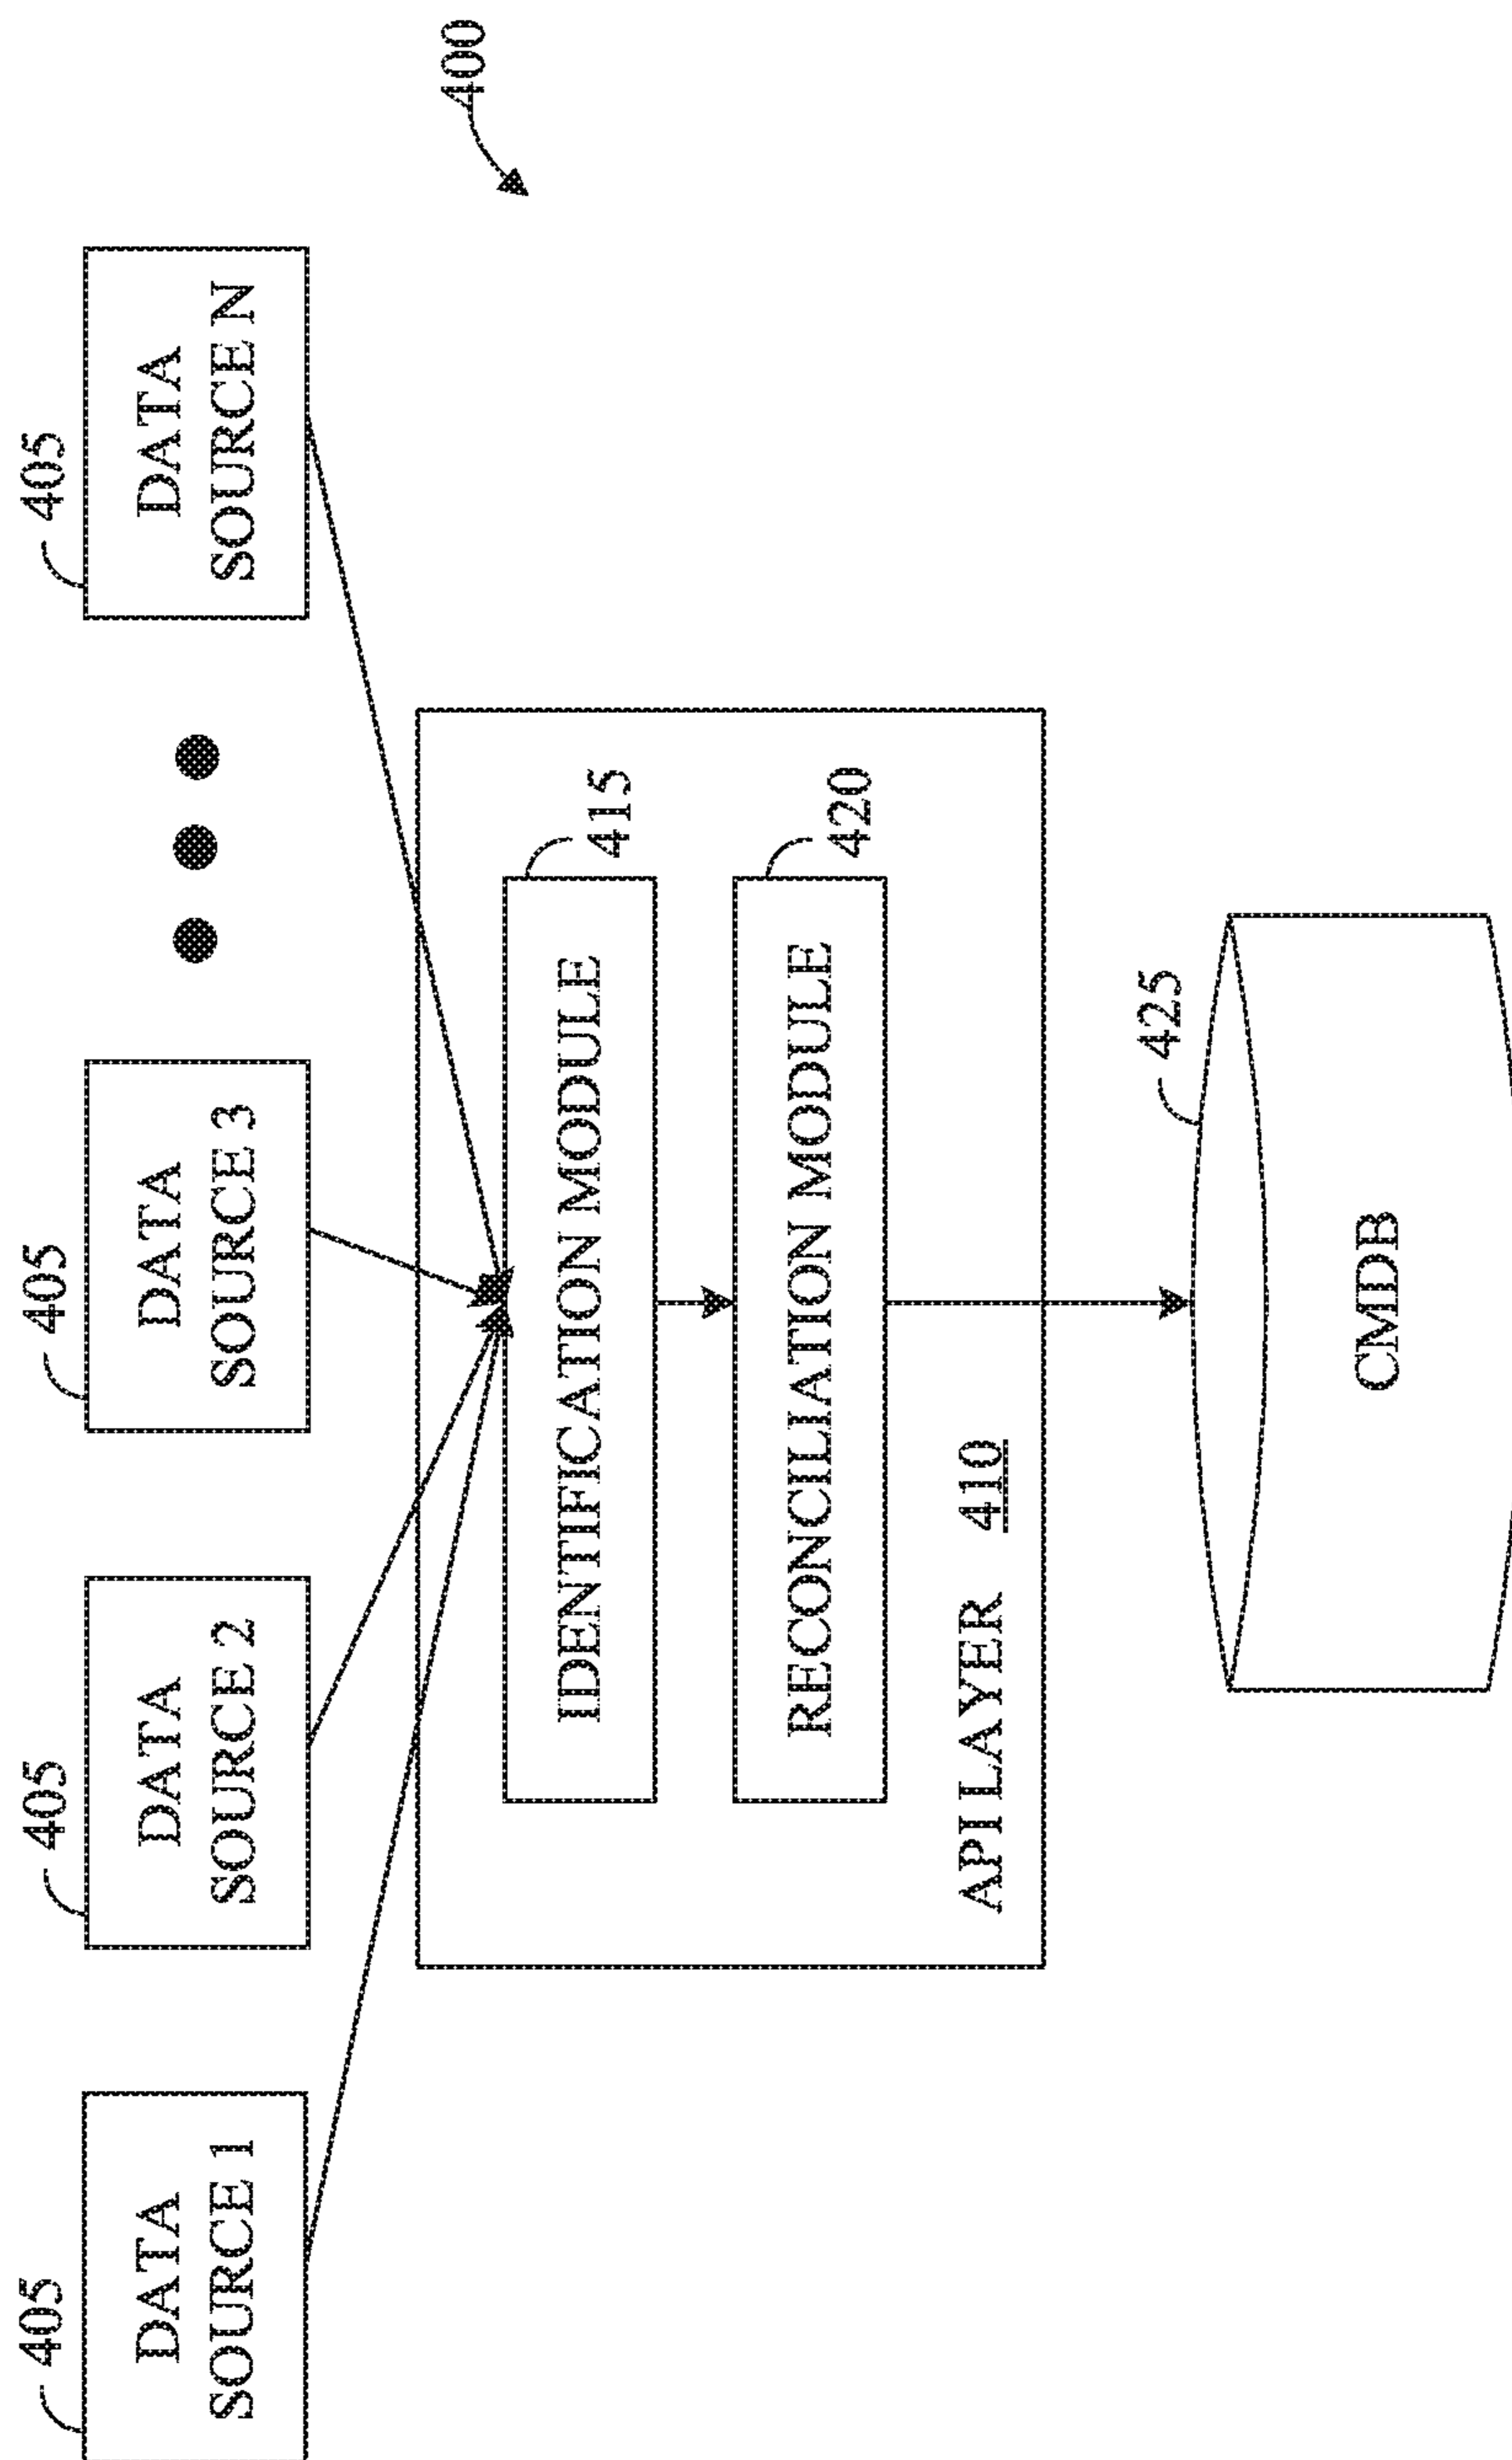 400
405
405
405
405
DATA
SOURCE 1
DATA
SOURCE 2
DATA
SOURCE 3
DATA
SOURCE N
IDENTIFICATION MODULE
415
RECONCILIATION MODULE
420
API LAYER 410
425
CMDB